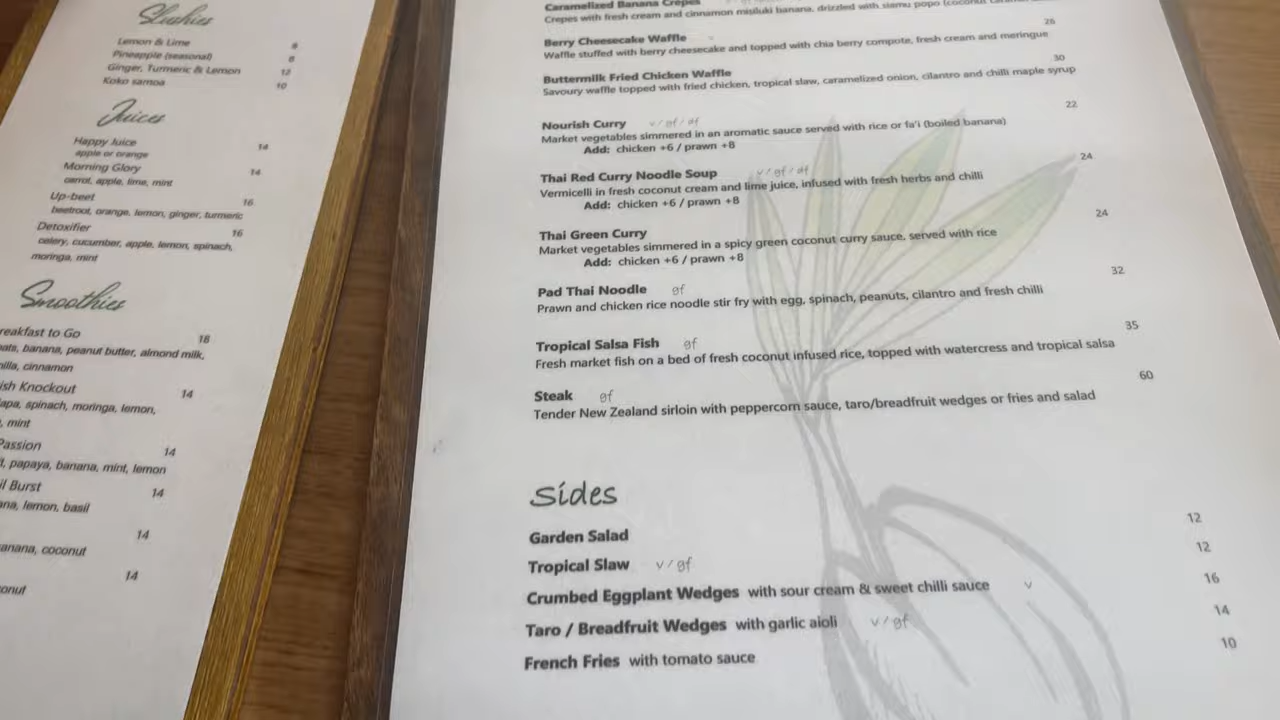 Slushies
Lemon & Lime 8
Pineapple (seasonal) 8
Ginger, Turmeric & Lemon 12
Koko samoa 10
Juices
Happy Juice 14
apple or orange
Morning Glory 14
carrot, apple, lime, mint
Up-beet 16
beetroot, orange, lemon, ginger, turmeric
Detoxifier 16
celery, cucumber, apple, lemon, spinach,
moringa, mint
Smoothies
reakfast to Go 18
oats, banana, peanut butter, almond milk,
nilla, cinnamon
ish Knockout 14
apa, spinach, moringa, lemon,
, mint
Passion 14
, papaya, banana, mint, lemon
il Burst 14
ana, lemon, basil
14
anana, coconut
14
onut
Caramelized Banana Crepes
Crepes with fresh cream and cinnamon misiluki banana, drizzled with siamu popo (coconut caramel
Berry Cheesecake Waffle 26
Waffle stuffed with berry cheesecake and topped with chia berry compote, fresh cream and meringue
Buttermilk Fried Chicken Waffle 30
Savoury waffle topped with fried chicken, tropical slaw, caramelized onion, cilantro and chilli maple syrup
Nourish Curry v / gf / df 22
Market vegetables simmered in an aromatic sauce served with rice or fa'i (boiled banana)
Add: chicken +6 / prawn +8
Thai Red Curry Noodle Soup v / gf / df 24
Vermicelli in fresh coconut cream and lime juice, infused with fresh herbs and chilli
Add: chicken +6 / prawn +8
Thai Green Curry 24
Market vegetables simmered in a spicy green coconut curry sauce, served with rice
Add: chicken +6 / prawn +8
Pad Thai Noodle gf 32
Prawn and chicken rice noodle stir fry with egg, spinach, peanuts, cilantro and fresh chilli
Tropical Salsa Fish gf 35
Fresh market fish on a bed of fresh coconut infused rice, topped with watercress and tropical salsa
Steak gf 60
Tender New Zealand sirloin with peppercorn sauce, taro/breadfruit wedges or fries and salad
Sides
Garden Salad 12
Tropical Slaw v / gf 12
Crumbed Eggplant Wedges with sour cream & sweet chilli sauce v 16
Taro / Breadfruit Wedges with garlic aioli v / gf 14
French Fries with tomato sauce 10